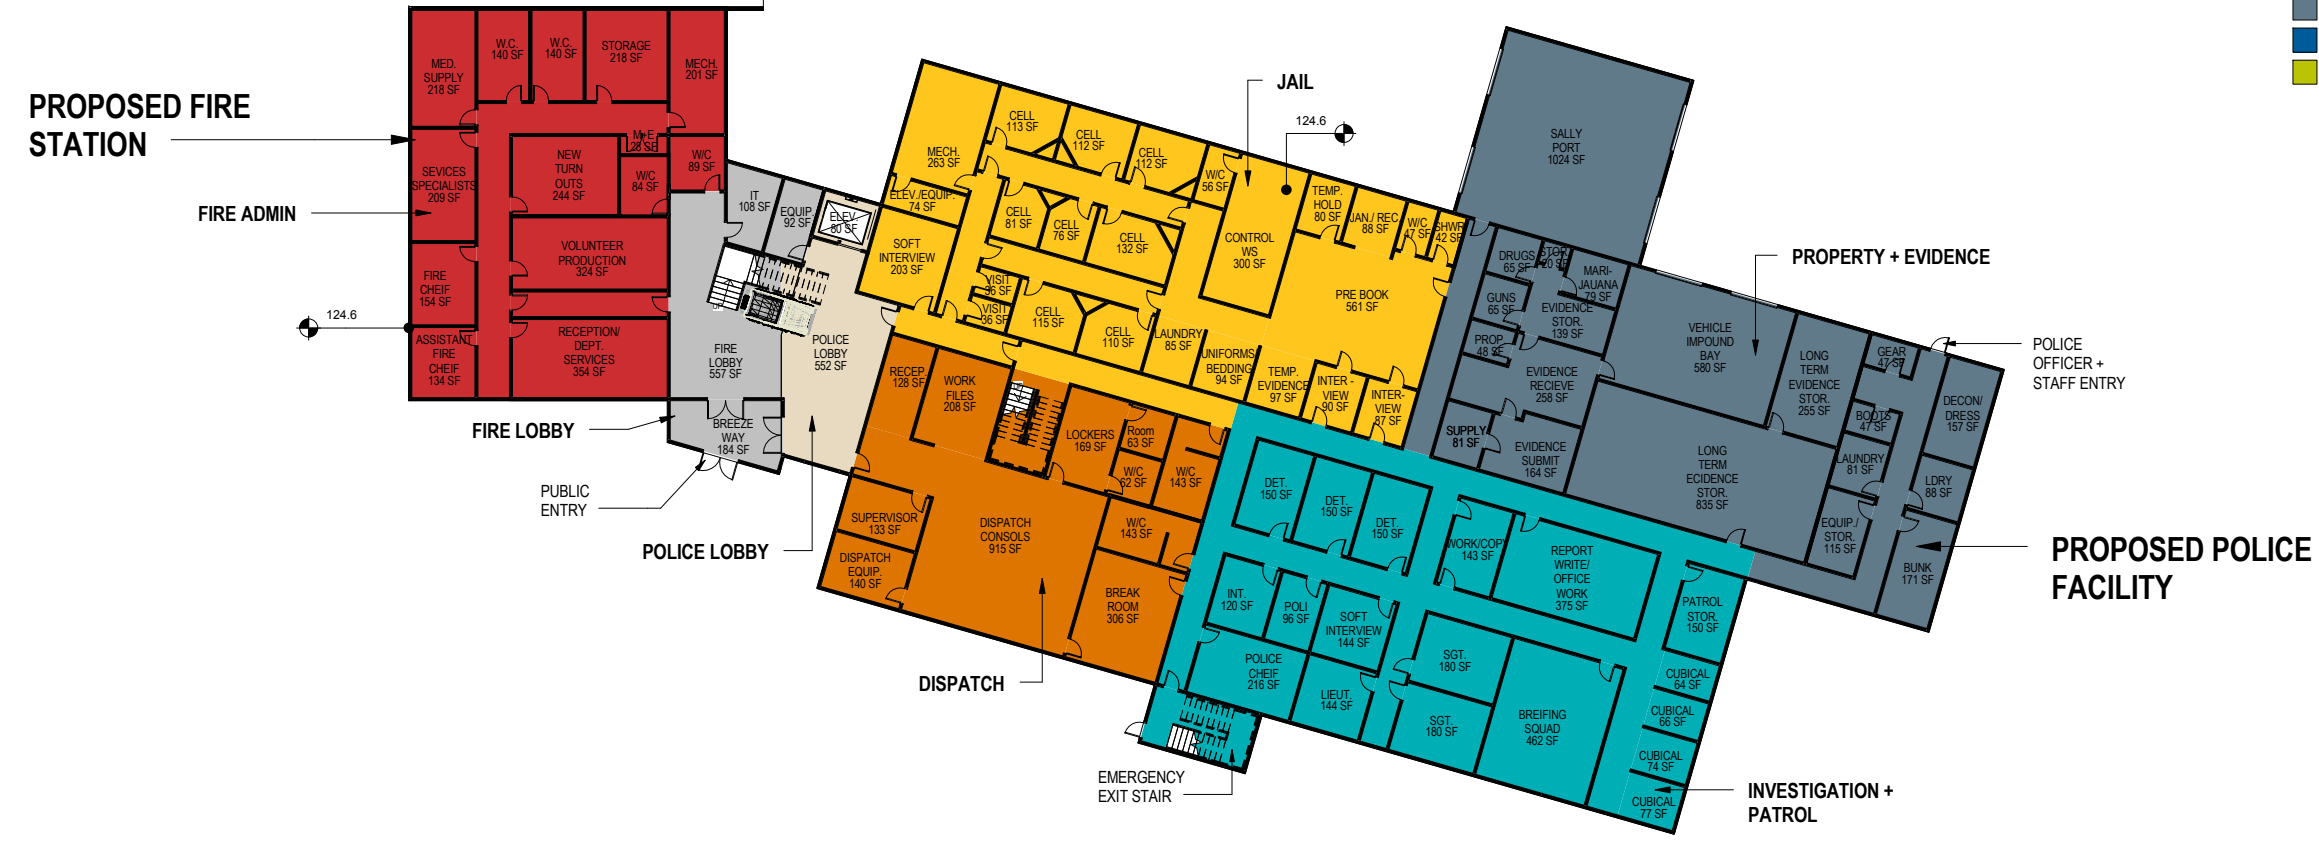 PROPOSED FIRE
STATION
FIRE ADMIN
124.6
FIRE LOBBY
PUBLIC
ENTRY
POLICE LOBBY
DISPATCH
EMERGENCY
EXIT STAIR
JAIL
124.6
PROPERTY + EVIDENCE
POLICE
OFFICER +
STAFF ENTRY
PROPOSED POLICE
FACILITY
INVESTIGATION +
PATROL
MED.
SUPPLY
218 SF
W.C.
140 SF
W.C.
140 SF
STORAGE
218 SF
MECH.
201 SF
SEVICES
SPECIALISTS
209 SF
NEW
TURN
OUTS
244 SF
M+E
28 SF
W/C
84 SF
W/C
89 SF
VOLUNTEER
PRODUCTION
324 SF
FIRE
CHEIF
154 SF
ASSISTANT
FIRE
CHEIF
134 SF
RECEPTION/
DEPT.
SERVICES
354 SF
IT
108 SF
EQUIP.
92 SF
ELEV.
80 SF
FIRE
LOBBY
557 SF
POLICE
LOBBY
552 SF
BREEZE
WAY
184 SF
MECH.
263 SF
ELEV./EQUIP.
74 SF
SOFT
INTERVIEW
203 SF
CELL
113 SF
CELL
112 SF
CELL
112 SF
W/C
56 SF
CELL
81 SF
CELL
76 SF
CELL
132 SF
CONTROL
WS
300 SF
TEMP.
HOLD
80 SF
JAN./ REC.
88 SF
W/C
47 SF
SHWR
42 SF
VISIT
36 SF
VISIT
36 SF
CELL
115 SF
CELL
110 SF
LAUNDRY
85 SF
UNIFORMS/
BEDDING
94 SF
PRE BOOK
561 SF
TEMP.
EVIDENCE
97 SF
INTER -
VIEW
90 SF
INTER-
VIEW
87 SF
RECEP.
128 SF
WORK
FILES
208 SF
LOCKERS
169 SF
Room
63 SF
W/C
62 SF
W/C
143 SF
W/C
143 SF
SUPERVISOR
133 SF
DISPATCH
EQUIP.
140 SF
DISPATCH
CONSOLS
915 SF
BREAK
ROOM
306 SF
SALLY
PORT
1024 SF
DRUGS
65 SF
STOR.
20 SF
MARI-
JAUANA
79 SF
GUNS
65 SF
EVIDENCE
STOR.
139 SF
PROP.
48 SF
EVIDENCE
RECIEVE
258 SF
SUPPLY
81 SF
EVIDENCE
SUBMIT
164 SF
VEHICLE
IMPOUND
BAY
580 SF
LONG
TERM
EVIDENCE
STOR.
255 SF
LONG
TERM
ECIDENCE
STOR.
835 SF
GEAR
47 SF
BOOTS
47 SF
LAUNDRY
81 SF
EQUIP./
STOR.
115 SF
DECON/
DRESS
157 SF
LDRY
88 SF
BUNK
171 SF
DET.
150 SF
DET.
150 SF
DET.
150 SF
WORK/COPY
143 SF
REPORT
WRITE/
OFFICE
WORK
375 SF
PATROL
STOR.
150 SF
INT.
120 SF
POLI
96 SF
SOFT
INTERVIEW
144 SF
POLICE
CHEIF
216 SF
LIEUT.
144 SF
SGT.
180 SF
SGT.
180 SF
BREIFING
SQUAD
462 SF
CUBICAL
64 SF
CUBICAL
66 SF
CUBICAL
74 SF
CUBICAL
77 SF